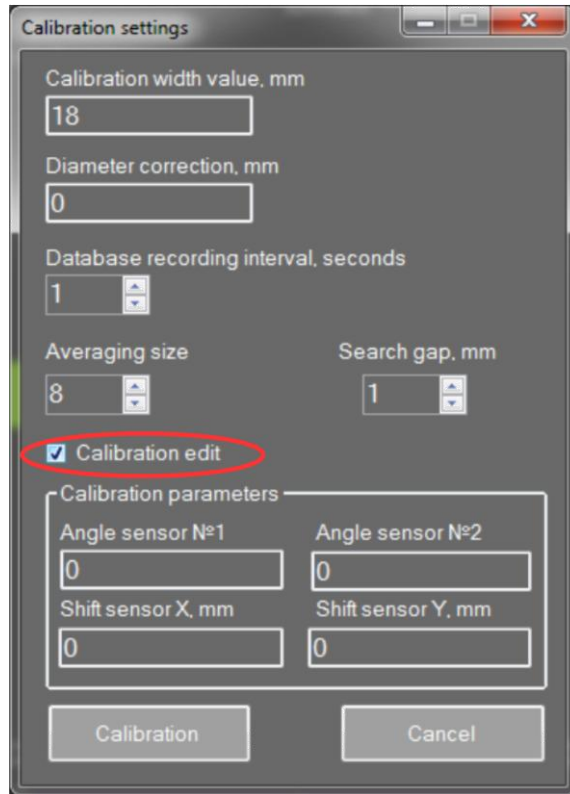 Calibration settings
Calibration width value, mm
18
Diameter correction, mm
0
Database recording interval, seconds
1
Averaging size Search gap, mm
8 1
Calibration edit
Calibration parameters
Angle sensor №1 Angle sensor №2
0 0
Shift sensor X, mm Shift sensor Y, mm
0 0
Calibration Cancel